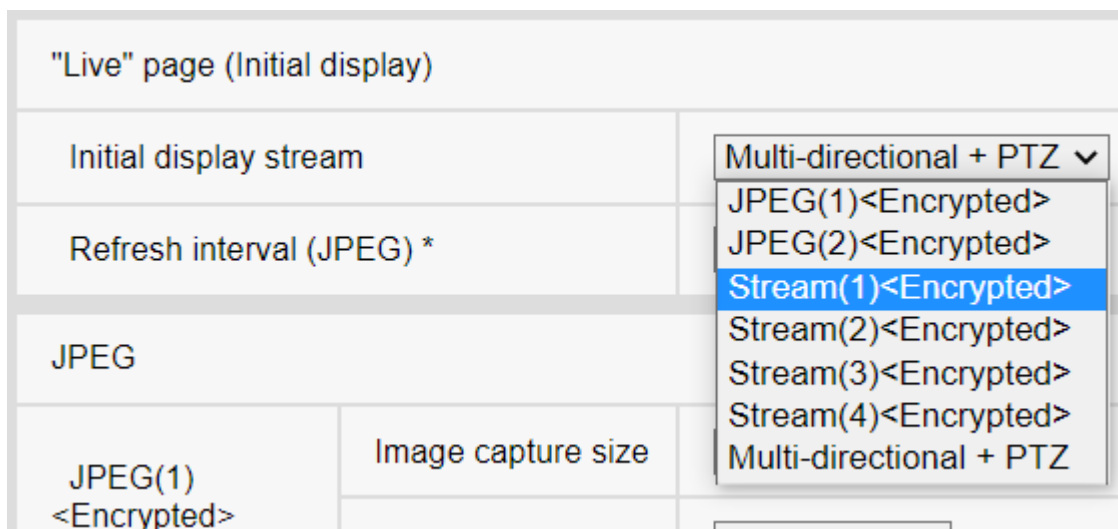 "Live" page (Initial display)
Initial display stream
Multi-directional + PTZ
JPEG(1)<Encrypted>
JPEG(2)<Encrypted>
Stream(1)<Encrypted>
Stream(2)<Encrypted>
Stream(3)<Encrypted>
Stream(4)<Encrypted>
Multi-directional + PTZ
Refresh interval (JPEG) *
JPEG
JPEG(1)
<Encrypted>
Image capture size